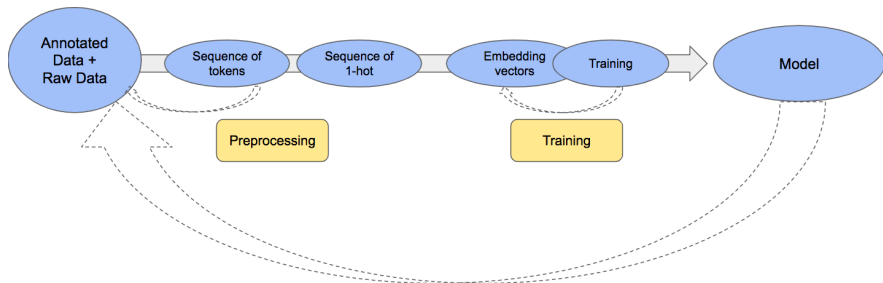 Annotated
Data +
Raw Data
Sequence of
tokens
Sequence of
1-hot
Embedding
vectors
Training
Model
Preprocessing
Training